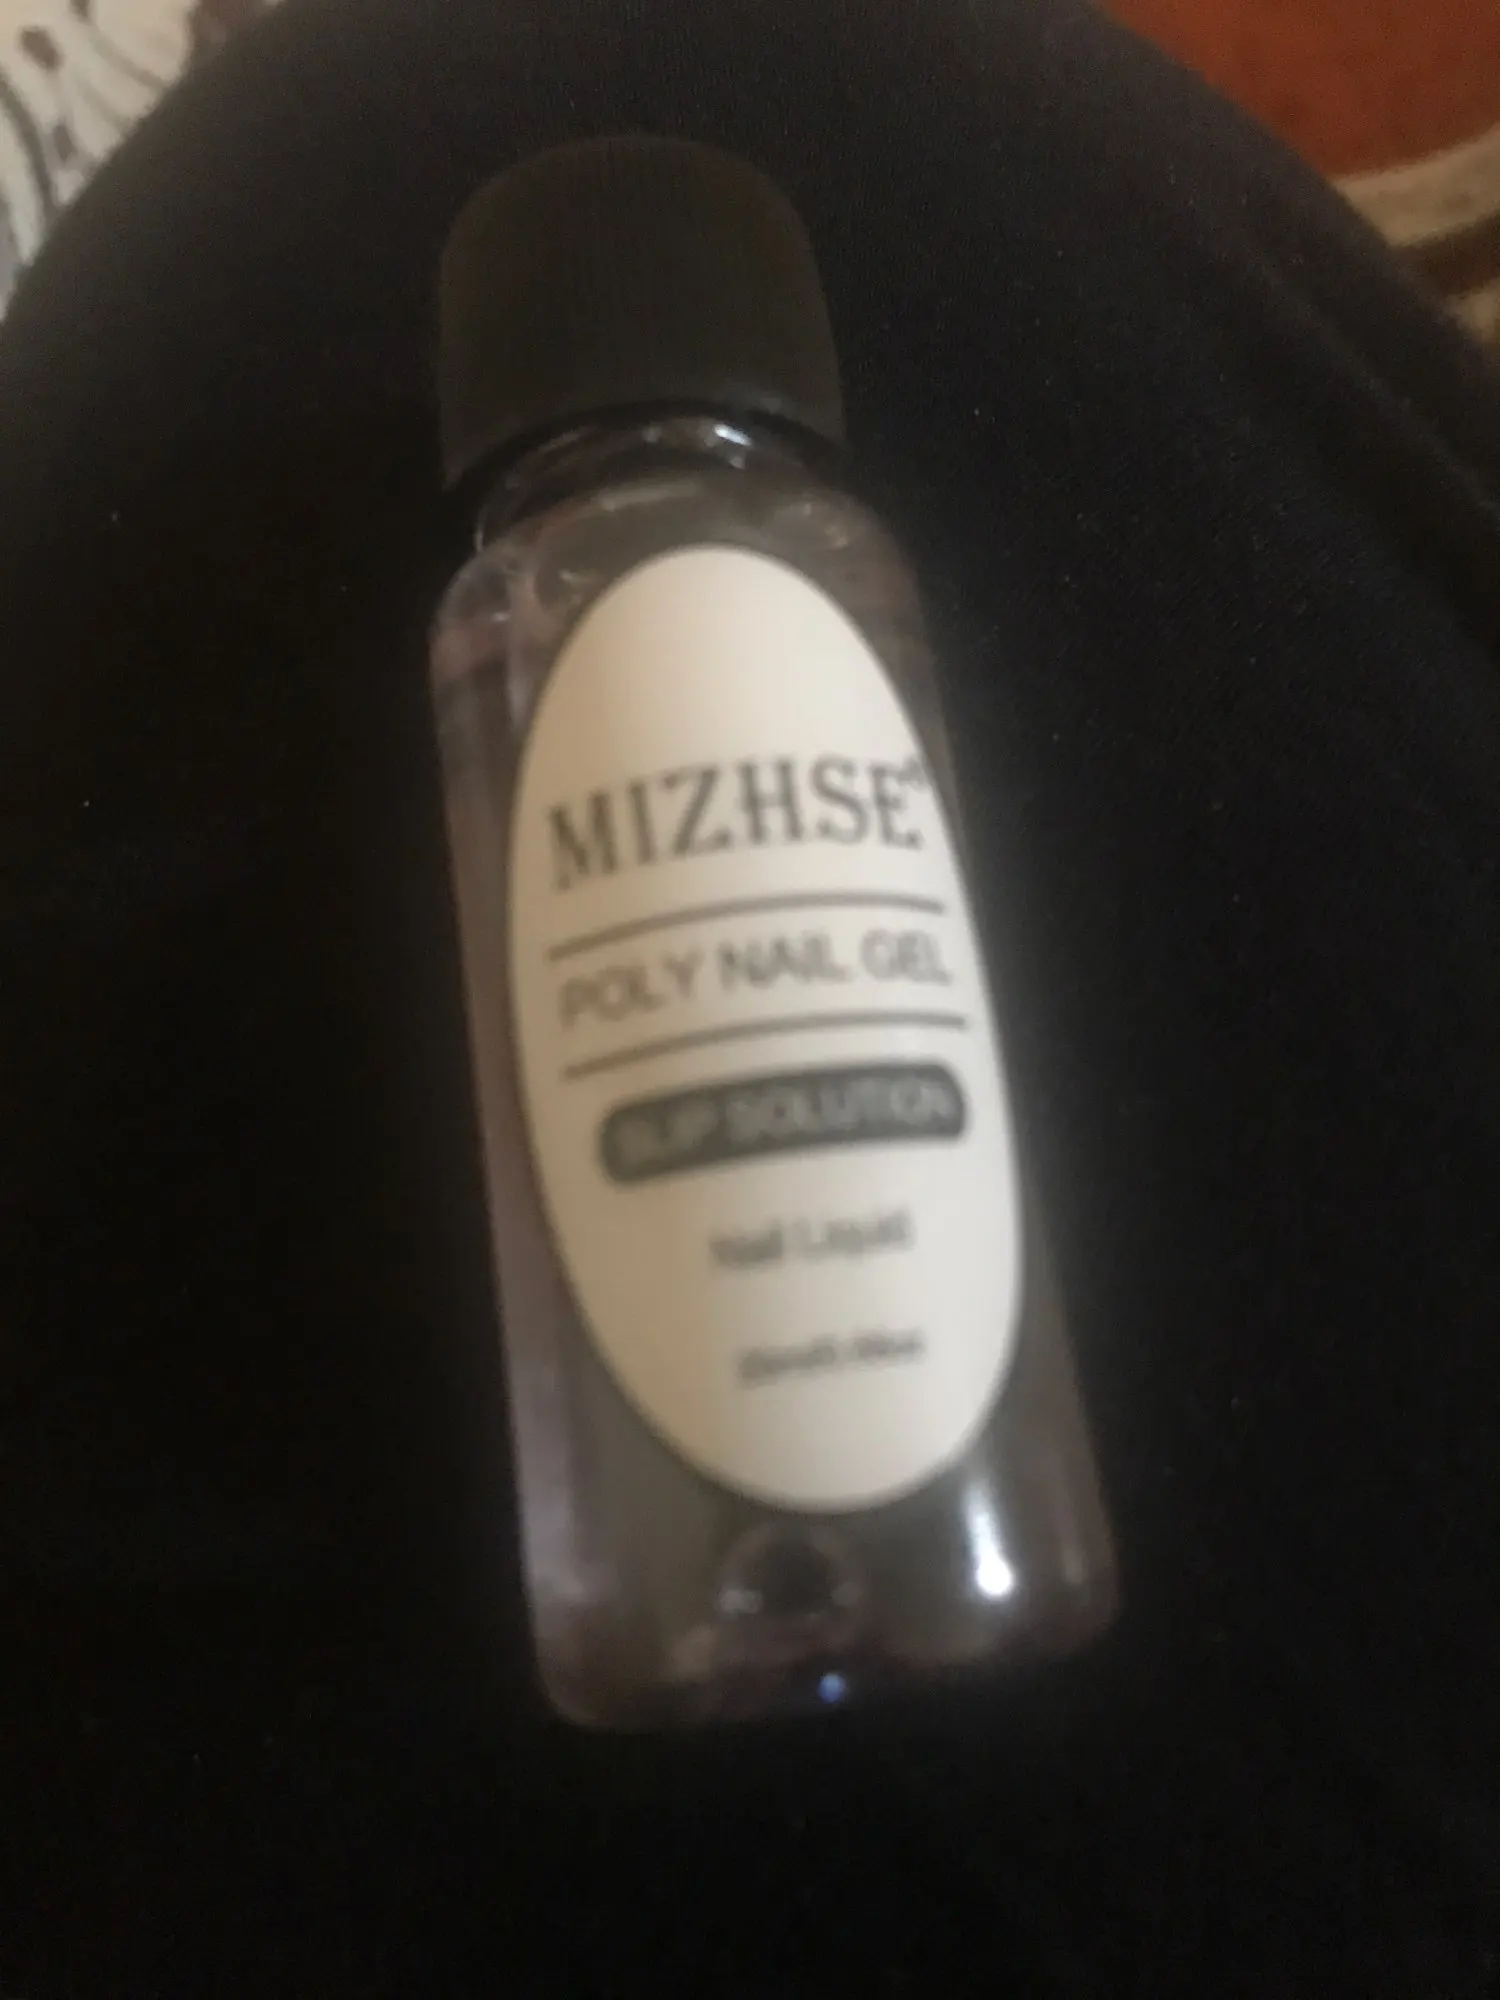 MIZHSE®
POLY NAIL GEL
SLIP SOLUTION
Nail Liquid